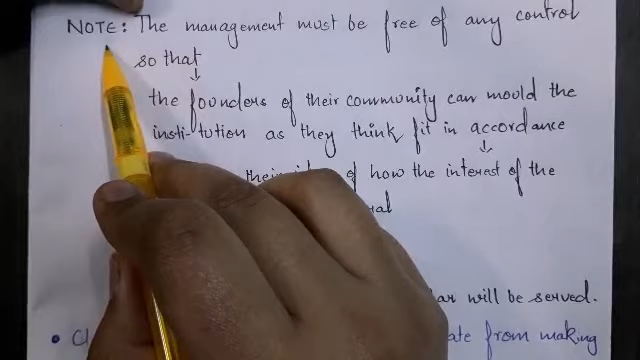 NOTE: The management must be free of any control
so that
the founders of their community can mould the
insti-tution as they think fit in accordance
of how the interest of the
will be served.
• from making